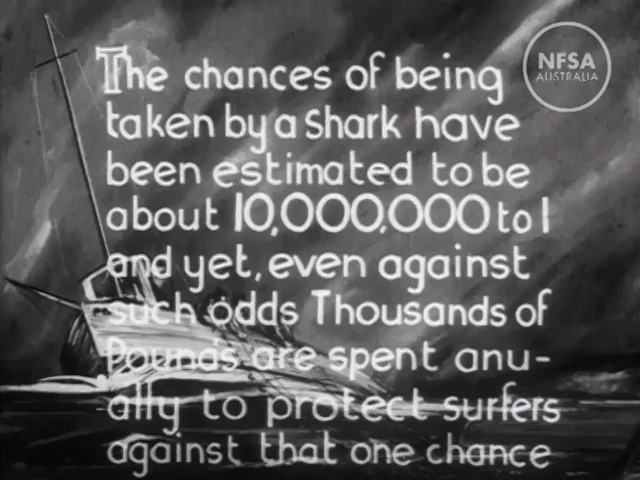 The chances of being
taken by a shark have
been estimated to be
about 10,000,000 to 1
and yet, even against
such odds Thousands of
Pounds are spent anu-
ally to protect surfers
against that one chance
NFSA
AUSTRALIA